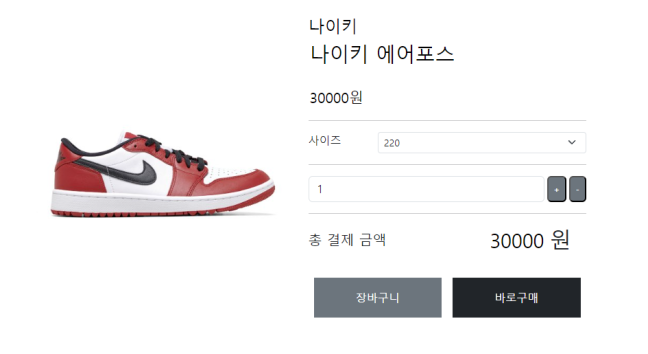 나이키
나이키 에어포스
30000원
사이즈
220
1
+
-
총 결제 금액
30000 원
장바구니
바로구매